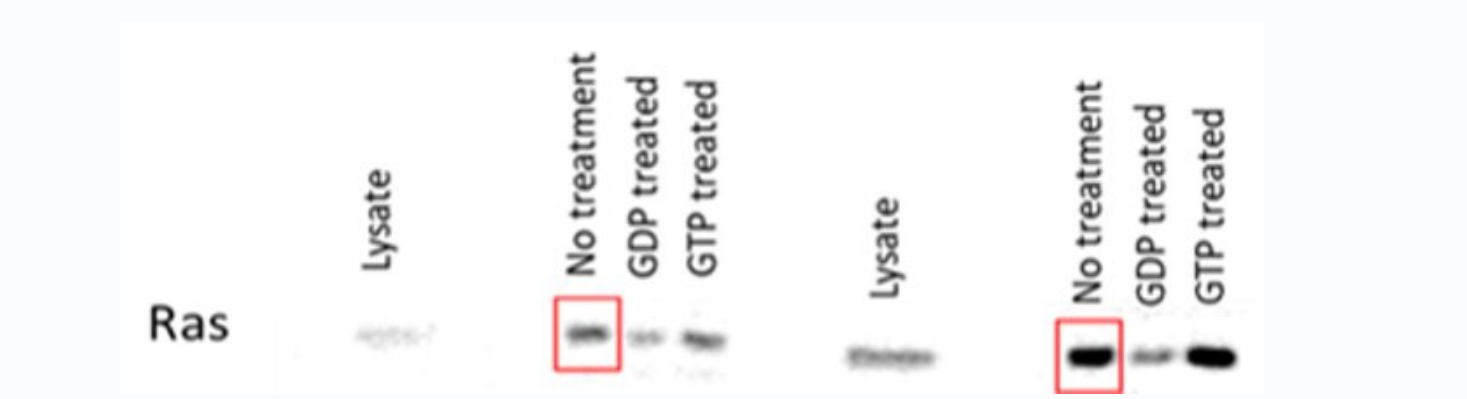 Lysate
No treatment
GDP treated
GTP treated
Lysate
No treatment
GDP treated
GTP treated
Ras